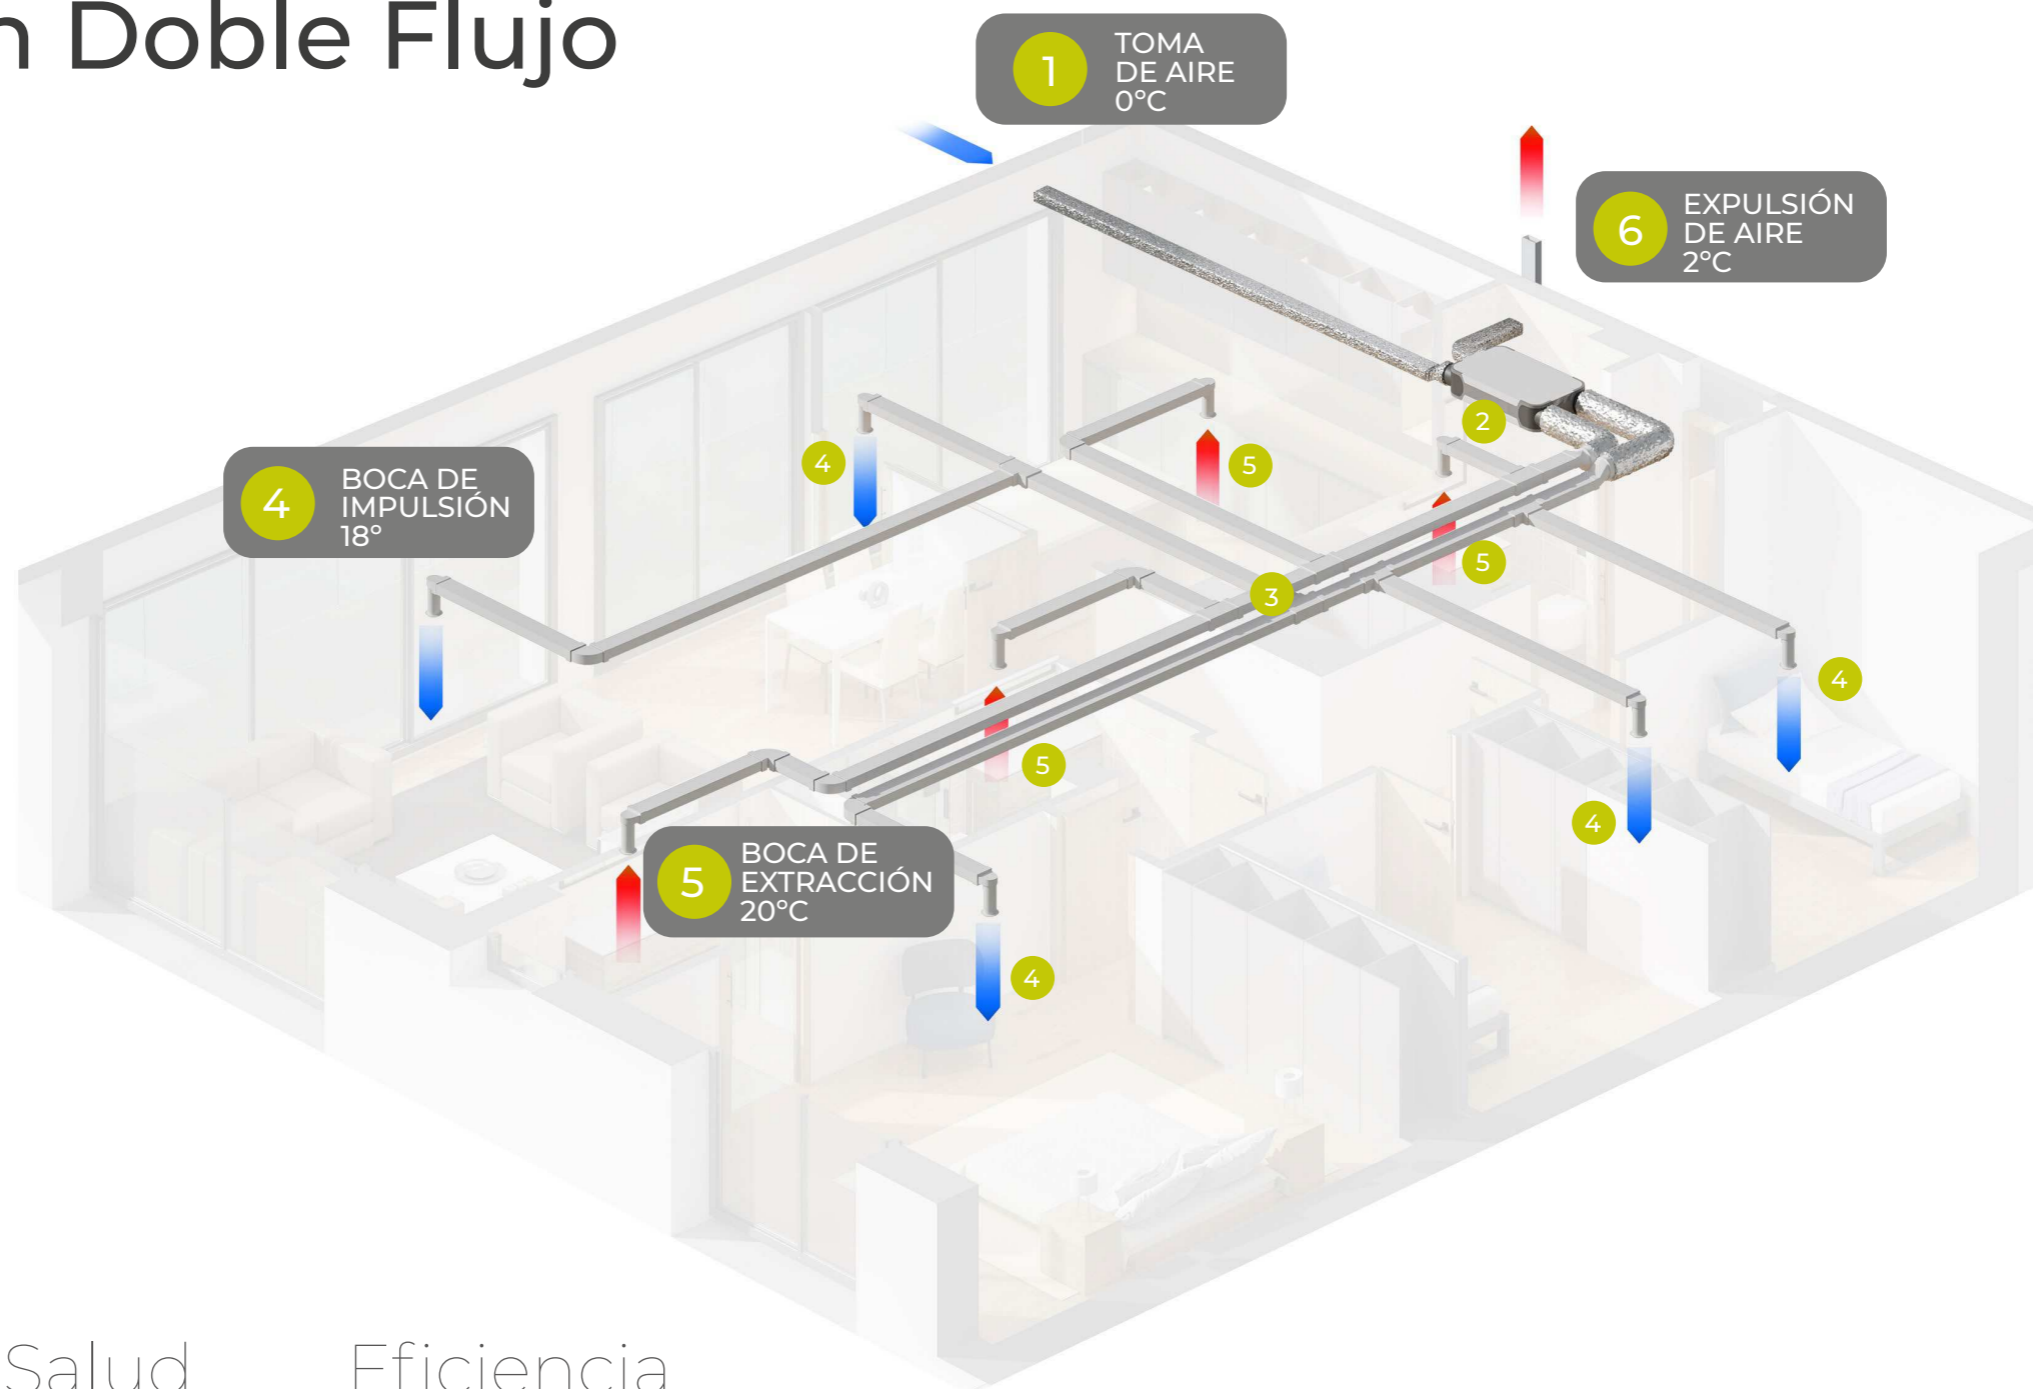 n Doble Flujo
1
TOMA
DE AIRE
0°C
6
EXPULSIÓN
DE AIRE
2°C
2
4
5
4
BOCA DE
IMPULSIÓN
18°
5
3
4
5
4
5
BOCA DE
EXTRACCIÓN
20°C
4
Salud
Eficiencia